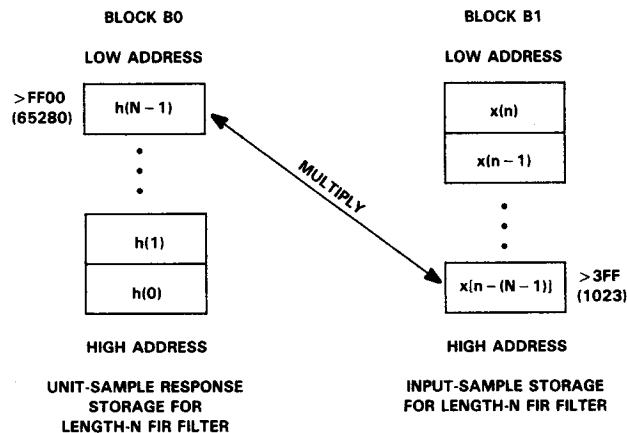 BLOCK B0
LOW ADDRESS
>FF00
(65280)
h(N − 1)
h(1)
h(0)
HIGH ADDRESS
UNIT-SAMPLE RESPONSE
STORAGE FOR
LENGTH-N FIR FILTER
MULTIPLY
BLOCK B1
LOW ADDRESS
x(n)
x(n − 1)
x[n − (N − 1)]
>3FF
(1023)
HIGH ADDRESS
INPUT-SAMPLE STORAGE
FOR LENGTH-N FIR FILTER